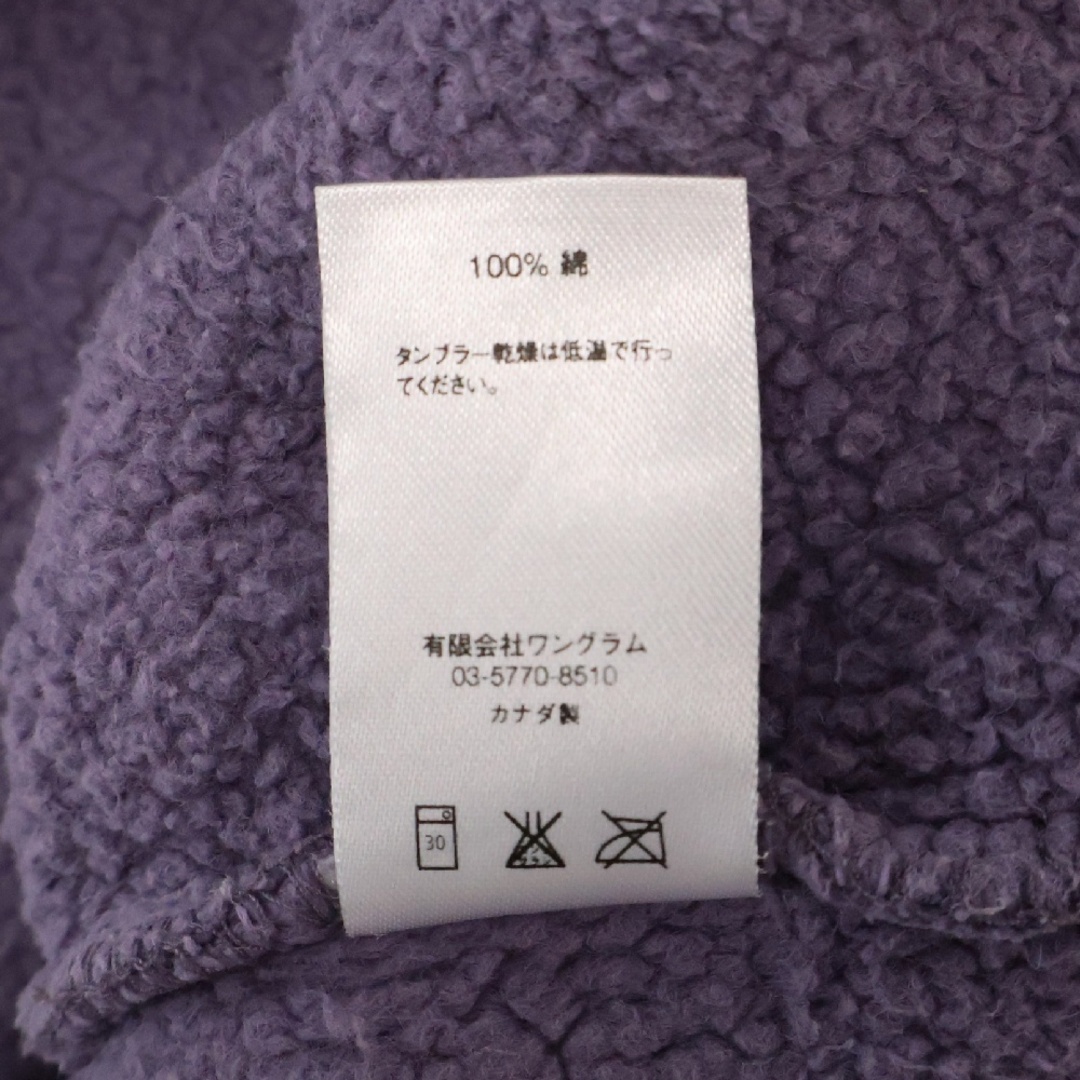 100% 綿
タンブラー乾燥は低温で行っ
てください。
有限会社ワングラム
03-5770-8510
カナダ製
30